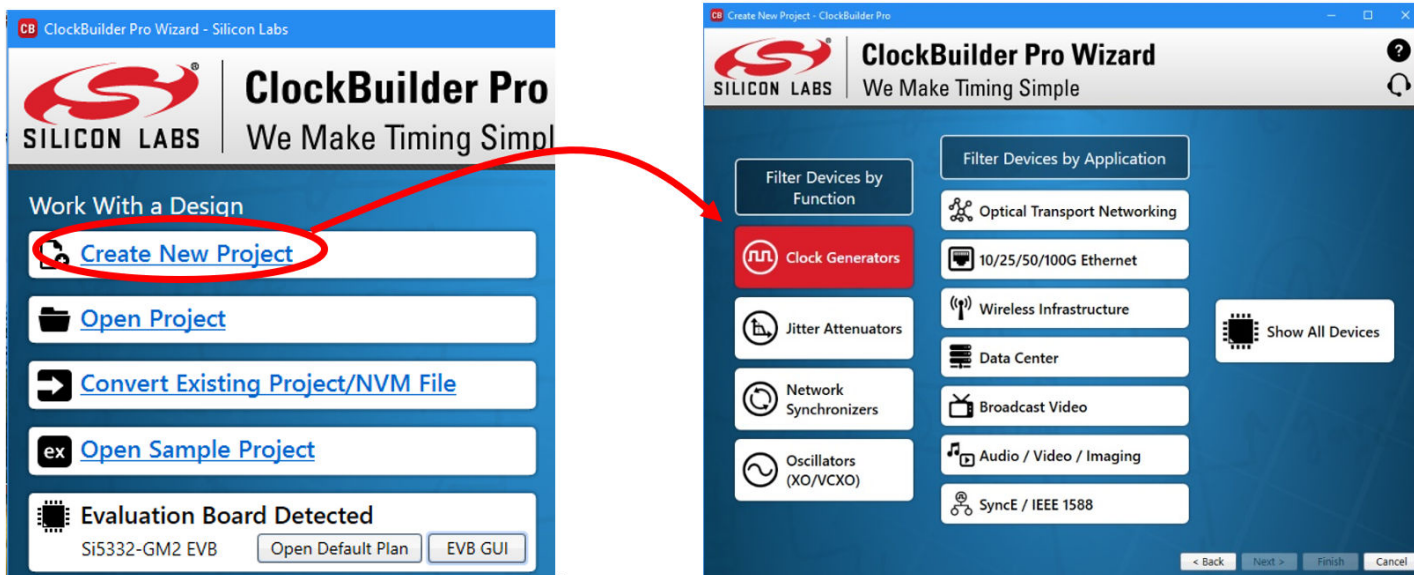 CB ClockBuilder Pro Wizard - Silicon Labs
SILICON LABS
ClockBuilder Pro
We Make Timing Simpl
Work With a Design
Create New Project
Open Project
Convert Existing Project/NVM File
ex Open Sample Project
Evaluation Board Detected
Si5332-GM2 EVB Open Default Plan EVB GUI
CB Create New Project - ClockBuilder Pro
SILICON LABS
ClockBuilder Pro Wizard
We Make Timing Simple
?
Filter Devices by
Function
Clock Generators
Jitter Attenuators
Network
Synchronizers
Oscillators
(XO/VCXO)
Filter Devices by Application
Optical Transport Networking
10/25/50/100G Ethernet
Wireless Infrastructure
Data Center
Broadcast Video
Audio / Video / Imaging
SyncE / IEEE 1588
Show All Devices
< Back Next > Finish Cancel